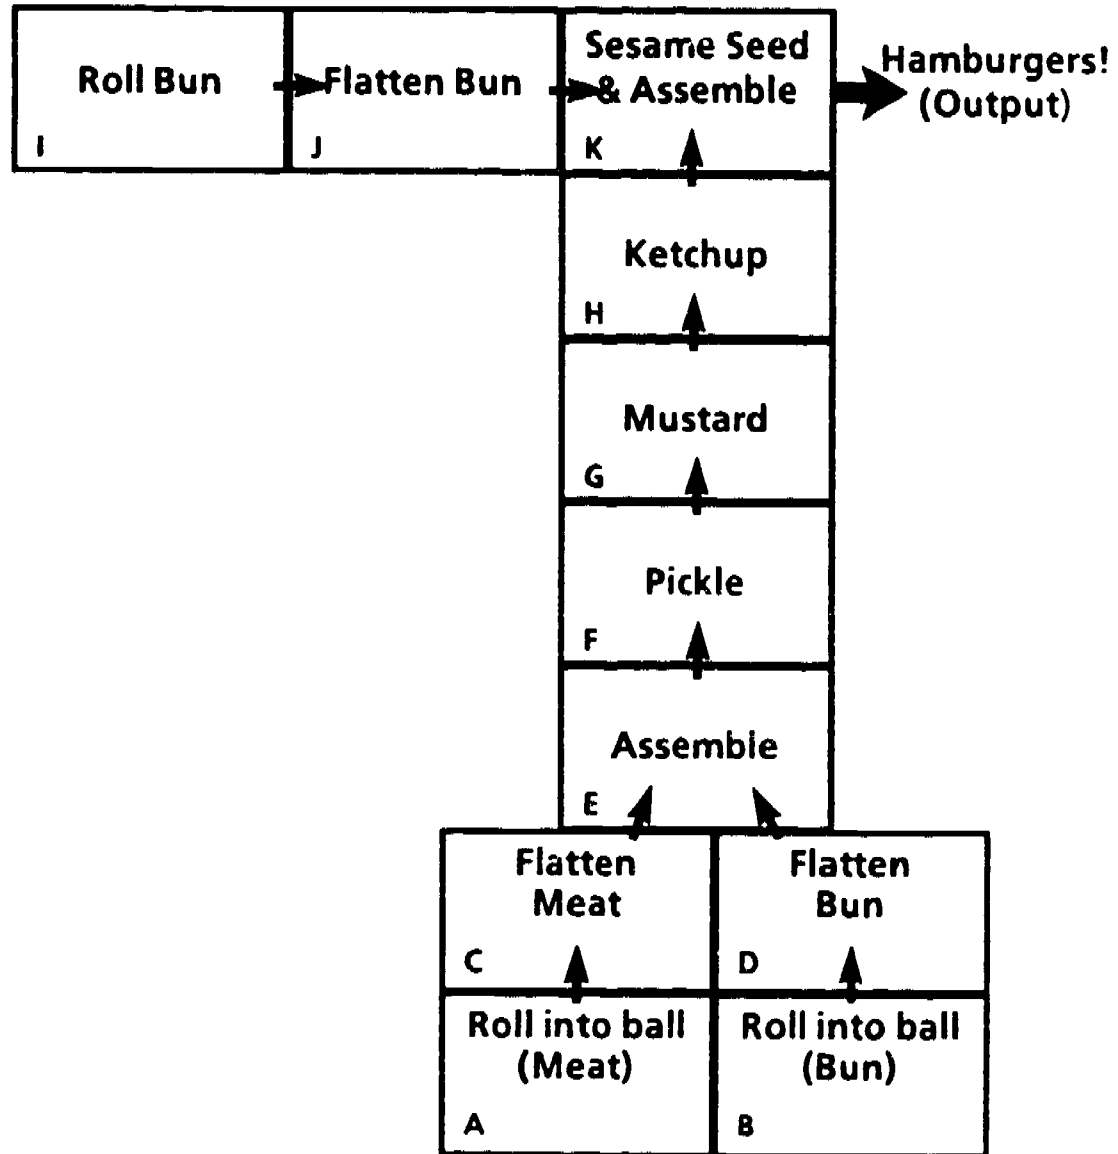 Roll Bun
I
Flatten Bun
J
Sesame Seed
& Assemble
K
Hamburgers!
(Output)
Ketchup
H
Mustard
G
Pickle
F
Assemble
E
Flatten
Meat
C
Flatten
Bun
D
Roll into ball
(Meat)
A
Roll into ball
(Bun)
B